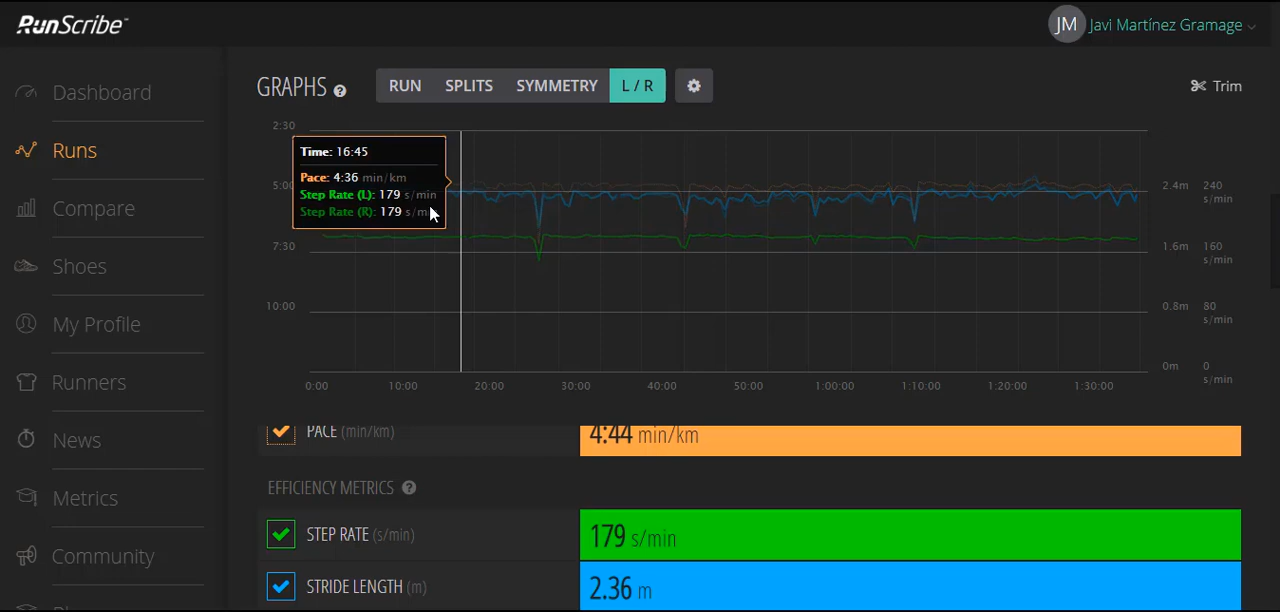 RunScribe™
JM Javi Martínez Gramage
Dashboard
Runs
Compare
Shoes
My Profile
Runners
News
Metrics
Community
GRAPHS ?
RUN SPLITS SYMMETRY L / R
Trim
2:30
5:00
7:30
10:00
Time: 16:45
Pace: 4:36 min/km
Step Rate (L): 179 s/min
Step Rate (R): 179 s/m
2.4m 240 s/min
1.6m 160 s/min
0.8m 80 s/min
0m 0 s/min
0:00 10:00 20:00 30:00 40:00 50:00 1:00:00 1:10:00 1:20:00 1:30:00
PACE (min/km) 4:44 min/km
EFFICIENCY METRICS ?
STEP RATE (s/min) 179 s/min
STRIDE LENGTH (m) 2.36 m